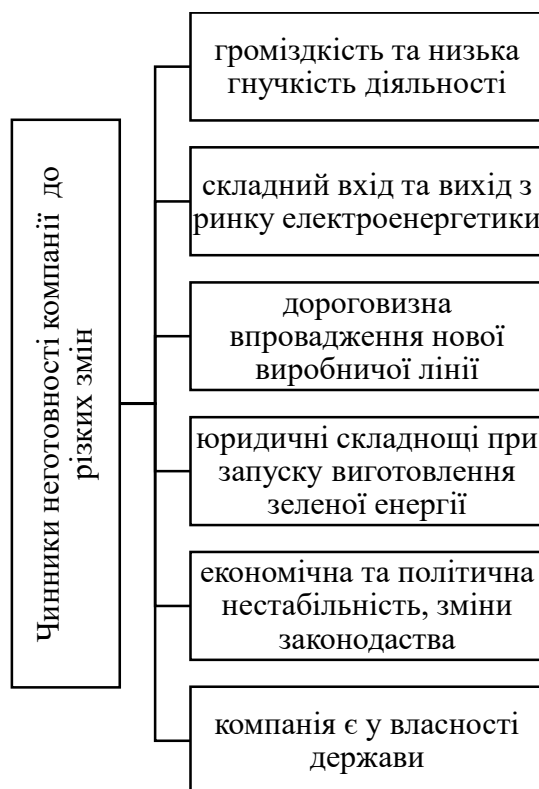 Чинники неготовності компанії до
різких змін
громіздкість та низька
гнучкість діяльності
складний вхід та вихід з
ринку електроенергетики
дороговизна
впровадження нової
виробничої лінії
юридичні складнощі при
запуску виготовлення
зеленої енергії
економічна та політична
нестабільність, зміни
законодаства
компанія є у власності
держави